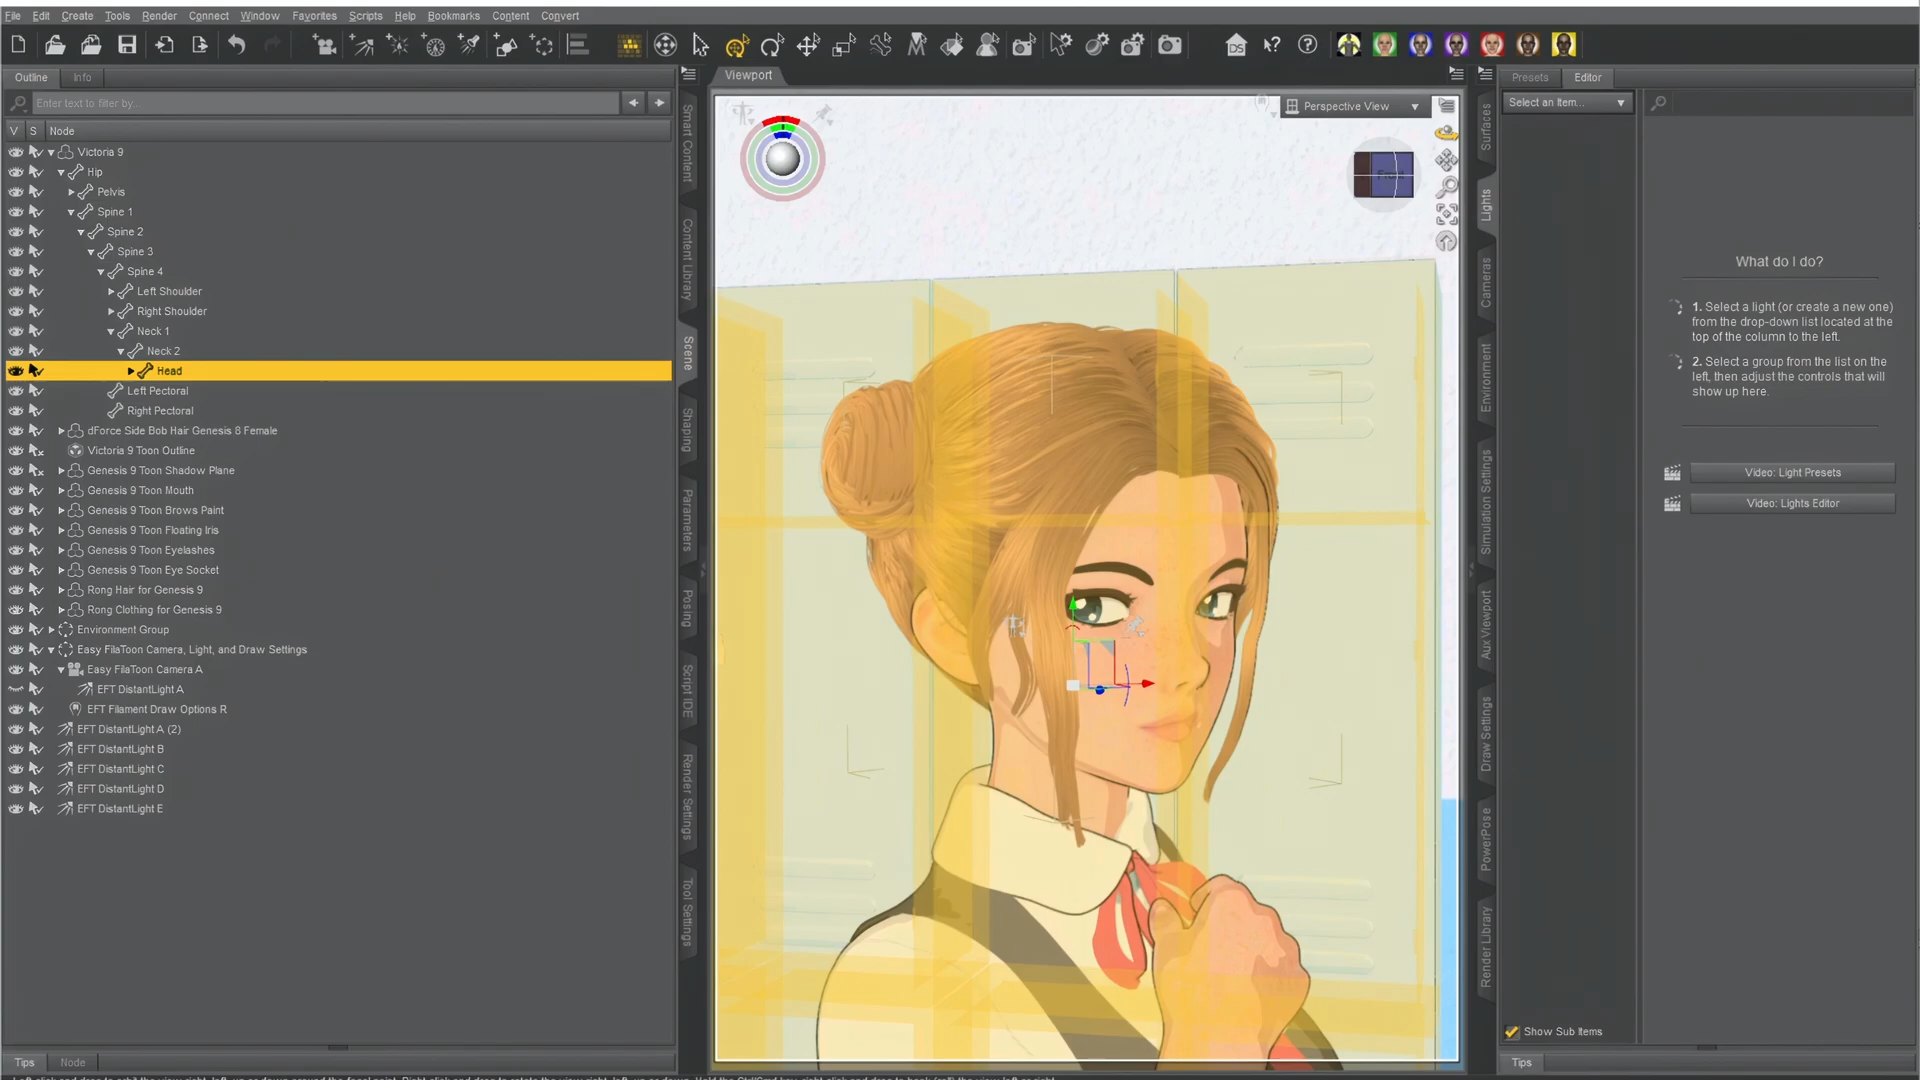 File Edit Create Tools Render Connect Window Favorites Scripts Help Bookmarks Content Convert
DS
Outline Info
Enter text to filter by...
V S Node
Victoria 9
Hip
Pelvis
Spine 1
Spine 2
Spine 3
Spine 4
Left Shoulder
Right Shoulder
Neck 1
Neck 2
Head
Left Pectoral
Right Pectoral
dForce Side Bob Hair Genesis 8 Female
Victoria 9 Toon Outline
Genesis 9 Toon Shadow Plane
Genesis 9 Toon Mouth
Genesis 9 Toon Brows Paint
Genesis 9 Toon Floating Iris
Genesis 9 Toon Eyelashes
Genesis 9 Toon Eye Socket
Rong Hair for Genesis 9
Rong Clothing for Genesis 9
Environment Group
Easy FilaToon Camera, Light, and Draw Settings
Easy FilaToon Camera A
EFT DistantLight A
EFT Filament Draw Options R
EFT DistantLight A (2)
EFT DistantLight B
EFT DistantLight C
EFT DistantLight D
EFT DistantLight E
Tips Node
Smart Content
Content Library
Scene
Shaping
Parameters
Posing
Script IDE
Render Settings
Tool Settings
Viewport
Perspective View
Front
Surfaces
Lights
Cameras
Environment
Simulation Settings
Aux Viewport
Draw Settings
PowerPose
Render Library
Presets Editor
Select an Item...
What do I do?
1. Select a light (or create a new one)
from the drop-down list located at the
top of the column to the left.
2. Select a group from the list on the
left, then adjust the controls that will
show up here.
Video: Light Presets
Video: Lights Editor
Show Sub Items
Tips